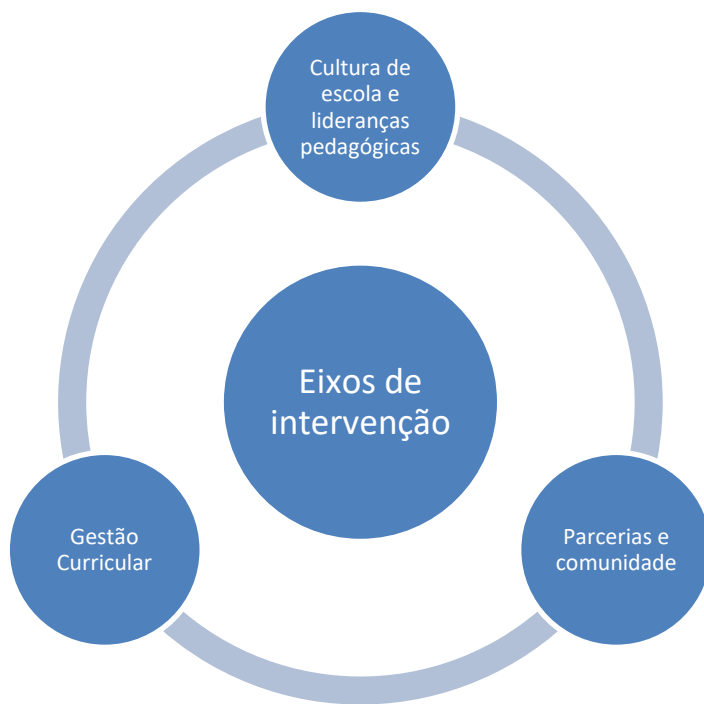 Cultura de
escola e
lideranças
pedagógicas
Eixos de
intervenção
Gestão
Curricular
Parcerias e
comunidade